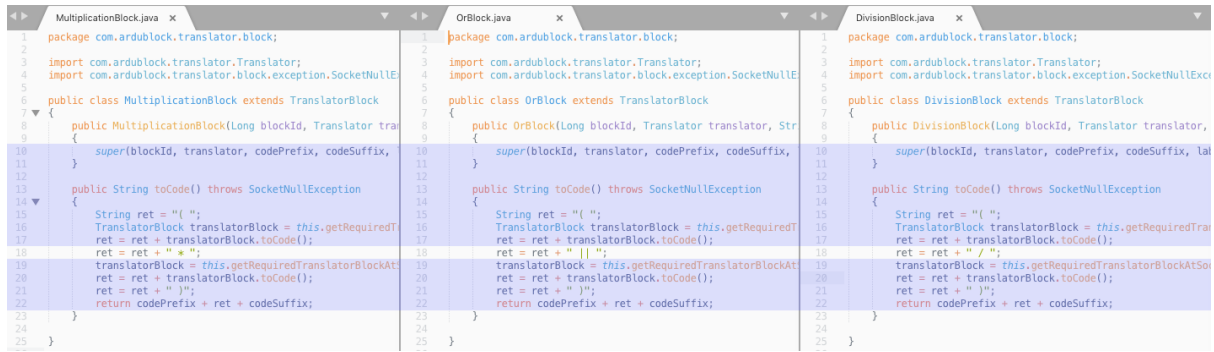 MultiplicationBlock.java ×
1 package com.ardublock.translator.block;
2
3 import com.ardublock.translator.Translator;
4 import com.ardublock.translator.block.exception.SocketNullEx
5
6 public class MultiplicationBlock extends TranslatorBlock
7 {
8 public MultiplicationBlock(Long blockId, Translator tra
9 {
10 super(blockId, translator, codePrefix, codeSuffix,
11 }
12
13 public String toCode() throws SocketNullException
14 {
15 String ret = "( ";
16 TranslatorBlock translatorBlock = this.getRequiredT
17 ret = ret + translatorBlock.toCode();
18 ret = ret + " * ";
19 translatorBlock = this.getRequiredTranslatorBlockAt
20 ret = ret + translatorBlock.toCode();
21 ret = ret + " )";
22 return codePrefix + ret + codeSuffix;
23 }
24
25 }
OrBlock.java ×
1 package com.ardublock.translator.block;
2
3 import com.ardublock.translator.Translator;
4 import com.ardublock.translator.block.exception.SocketNullE
5
6 public class OrBlock extends TranslatorBlock
7 {
8 public OrBlock(Long blockId, Translator translator, Str
9 {
10 super(blockId, translator, codePrefix, codeSuffix,
11 }
12
13 public String toCode() throws SocketNullException
14 {
15 String ret = "( ";
16 TranslatorBlock translatorBlock = this.getRequiredT
17 ret = ret + translatorBlock.toCode();
18 ret = ret + " || ";
19 translatorBlock = this.getRequiredTranslatorBlockAt
20 ret = ret + translatorBlock.toCode();
21 ret = ret + " )";
22 return codePrefix + ret + codeSuffix;
23 }
24
25 }
DivisionBlock.java ×
1 package com.ardublock.translator.block;
2
3 import com.ardublock.translator.Translator;
4 import com.ardublock.translator.block.exception.SocketNullExce
5
6 public class DivisionBlock extends TranslatorBlock
7 {
8 public DivisionBlock(Long blockId, Translator translator,
9 {
10 super(blockId, translator, codePrefix, codeSuffix, lab
11 }
12
13 public String toCode() throws SocketNullException
14 {
15 String ret = "( ";
16 TranslatorBlock translatorBlock = this.getRequiredTran
17 ret = ret + translatorBlock.toCode();
18 ret = ret + " / ";
19 translatorBlock = this.getRequiredTranslatorBlockAtSoc
20 ret = ret + translatorBlock.toCode();
21 ret = ret + " )";
22 return codePrefix + ret + codeSuffix;
23 }
24
25 }